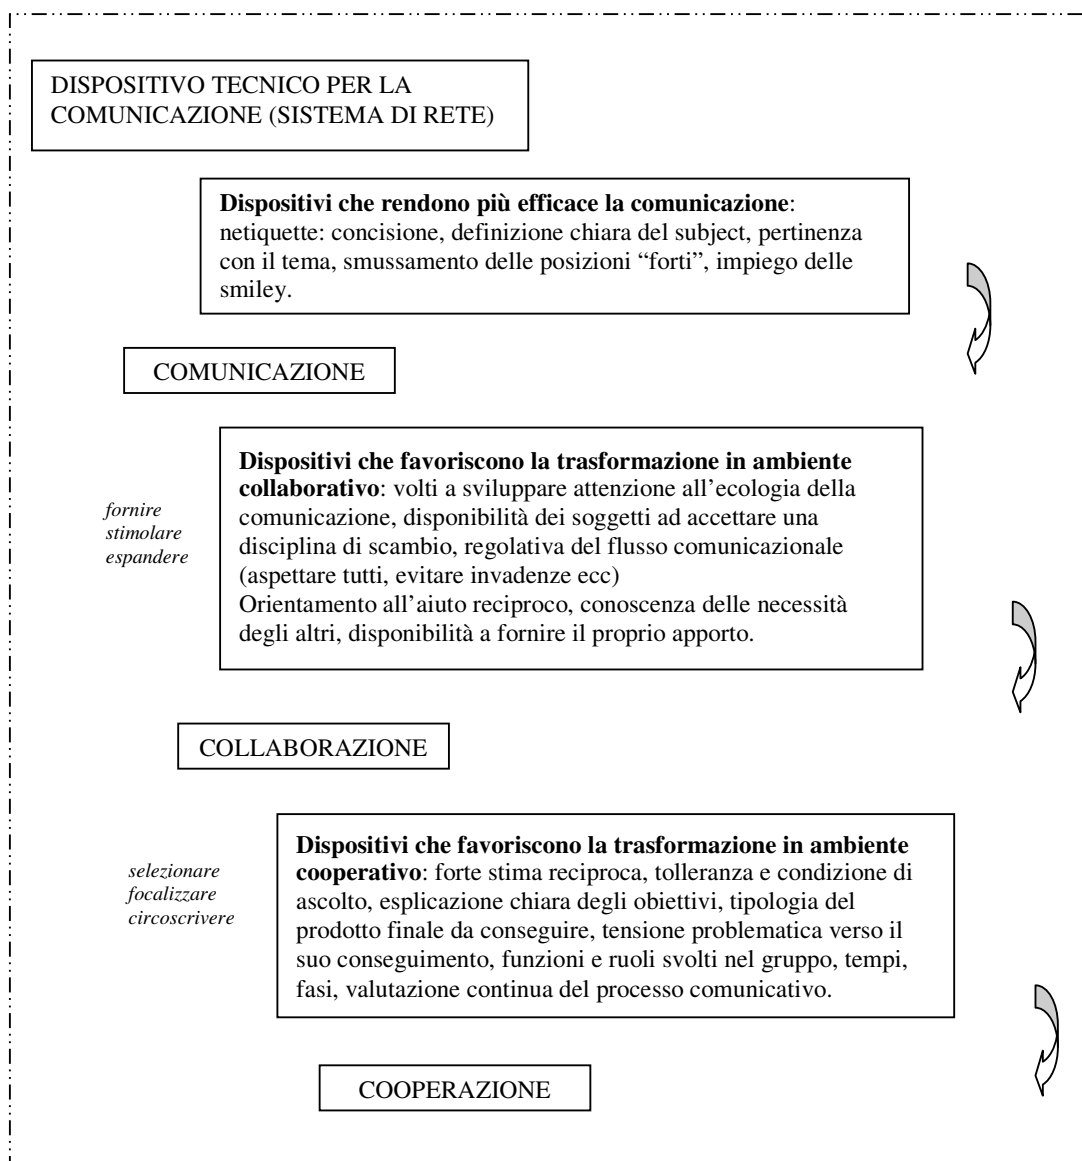 DISPOSITIVO TECNICO PER LA
COMUNICAZIONE (SISTEMA DI RETE)
Dispositivi che rendono più efficace la comunicazione:
netiquette: concisione, definizione chiara del subject, pertinenza
con il tema, smussamento delle posizioni “forti”, impiego delle
smiley.
COMUNICAZIONE
fornire
stimolare
espandere
Dispositivi che favoriscono la trasformazione in ambiente
collaborativo: volti a sviluppare attenzione all’ecologia della
comunicazione, disponibilità dei soggetti ad accettare una
disciplina di scambio, regolativa del flusso comunicazionale
(aspettare tutti, evitare invadenze ecc)
Orientamento all’aiuto reciproco, conoscenza delle necessità
degli altri, disponibilità a fornire il proprio apporto.
COLLABORAZIONE
selezionare
focalizzare
circoscrivere
Dispositivi che favoriscono la trasformazione in ambiente
cooperativo: forte stima reciproca, tolleranza e condizione di
ascolto, esplicazione chiara degli obiettivi, tipologia del
prodotto finale da conseguire, tensione problematica verso il
suo conseguimento, funzioni e ruoli svolti nel gruppo, tempi,
fasi, valutazione continua del processo comunicativo.
COOPERAZIONE